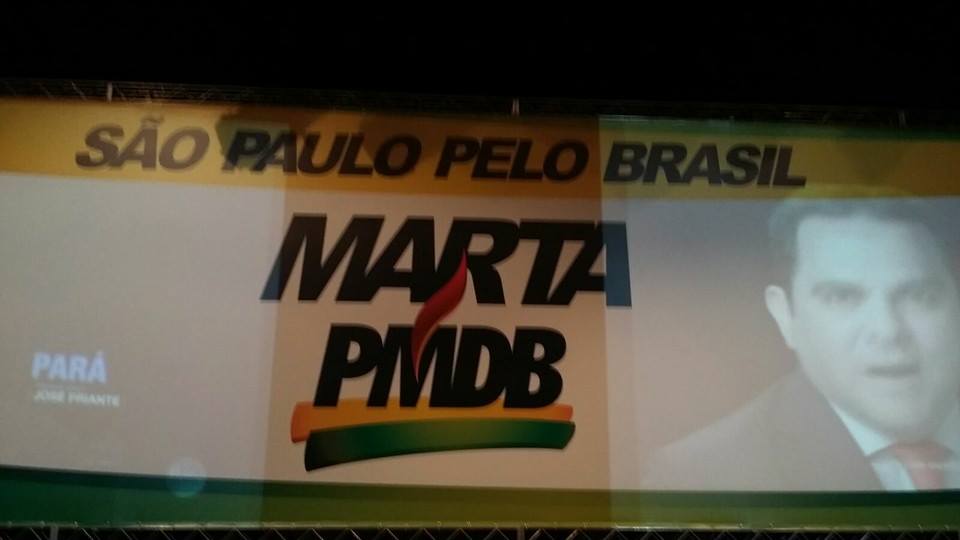 SÃO PAULO PELO BRASIL
MARTA
PMDB
PARÁ
JOSÉ PRIANTE